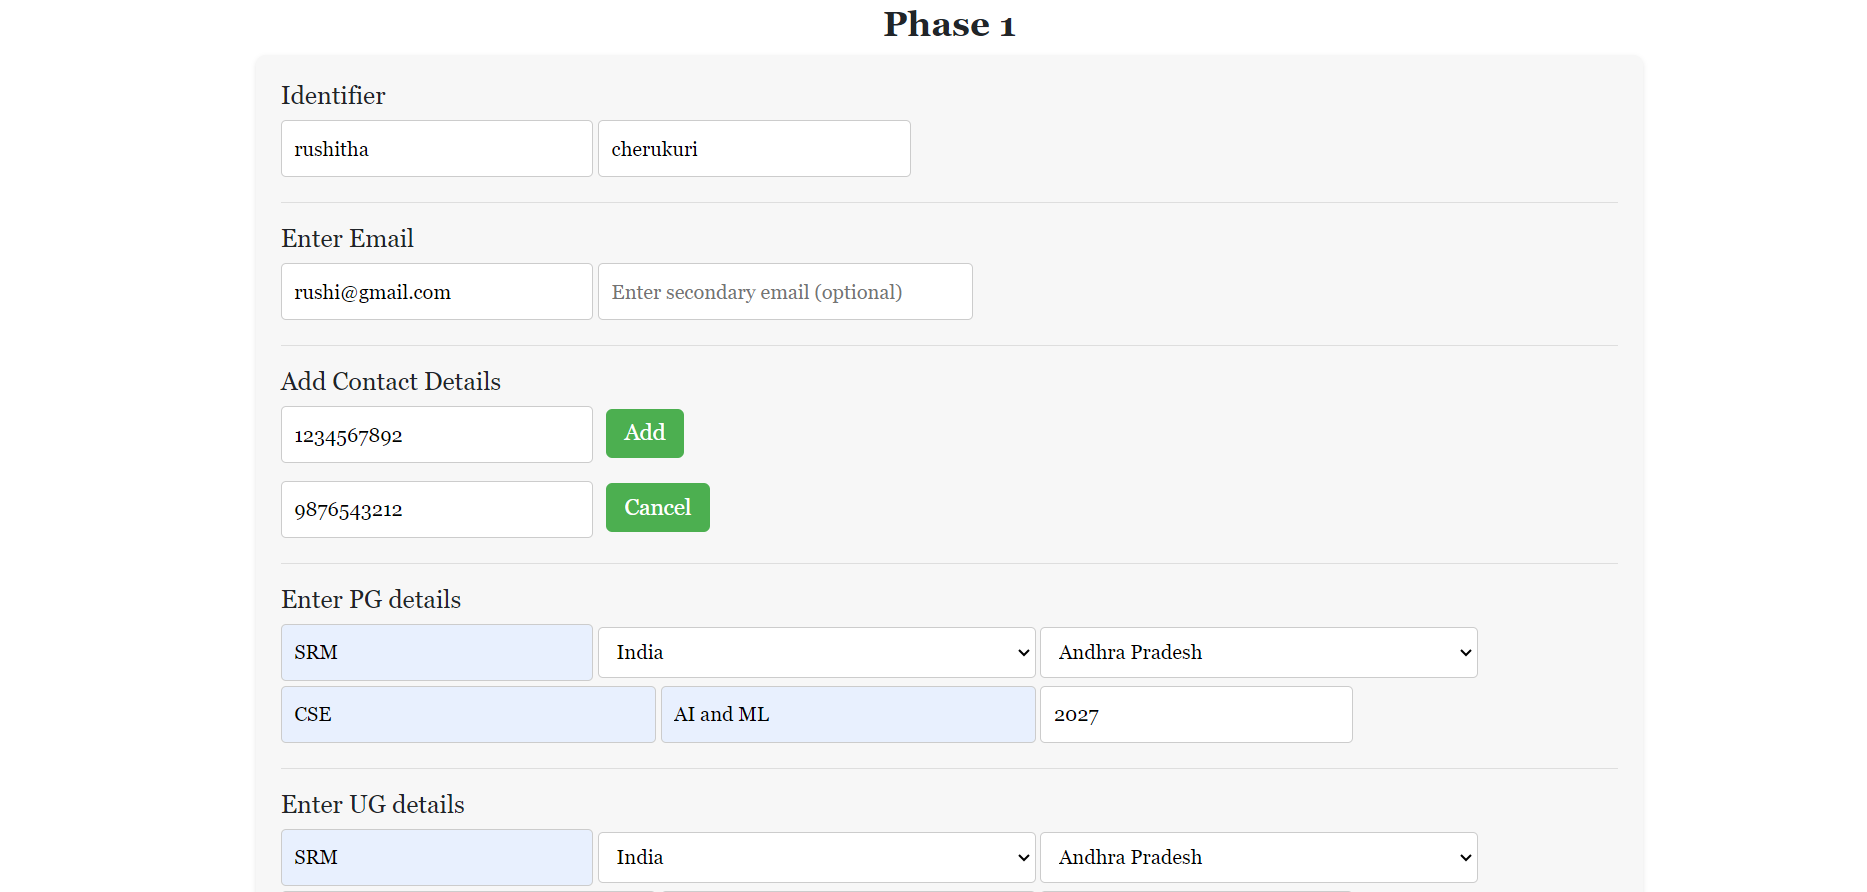 Phase 1
Identifier
rushitha cherukuri
Enter Email
rushi@gmail.com Enter secondary email (optional)
Add Contact Details
1234567892 Add
9876543212 Cancel
Enter PG details
SRM India Andhra Pradesh
CSE AI and ML 2027
Enter UG details
SRM India Andhra Pradesh